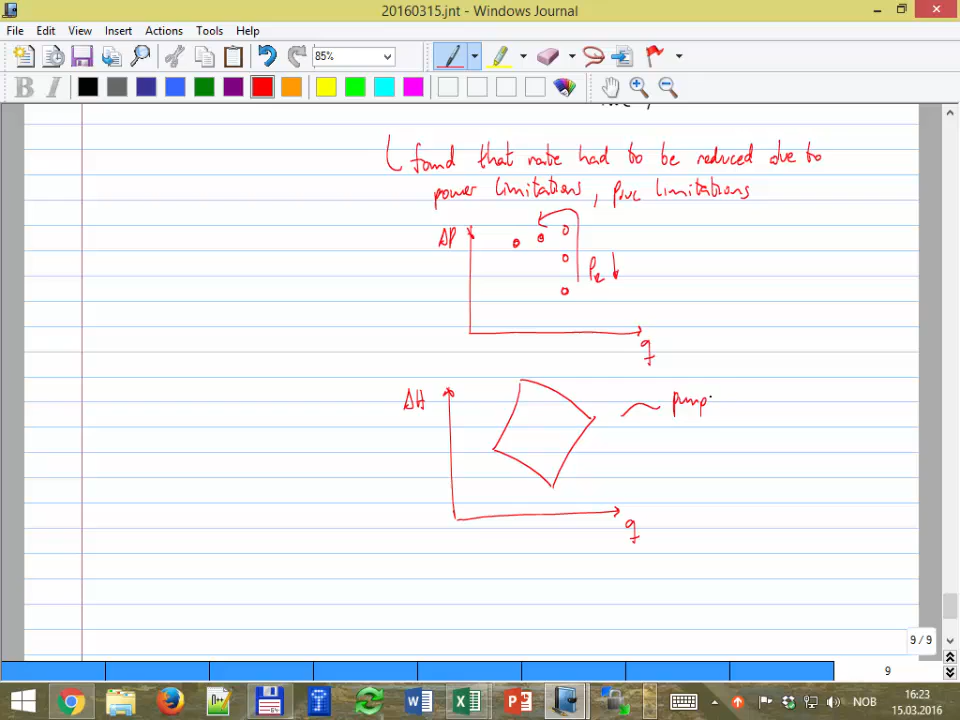 20160315.jnt - Windows Journal
File Edit View Insert Actions Tools Help
85%
B I
found that rate had to be reduced due to
power limitations, pwc limitations
ΔP
PR ↓
q
ΔH
pump
q
9 / 9
9
16:23
NOB
15.03.2016